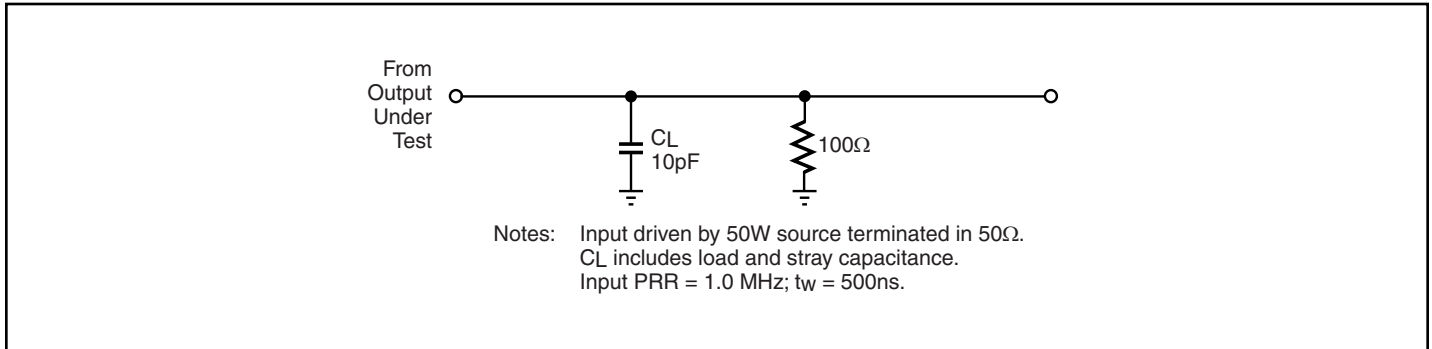 From
Output
Under
Test
CL
10pF
100Ω
Notes: Input driven by 50W source terminated in 50Ω.
CL includes load and stray capacitance.
Input PRR = 1.0 MHz; tw = 500ns.